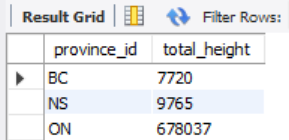 Result Grid Filter Rows:
province_id total_height
BC 7720
NS 9765
ON 678037